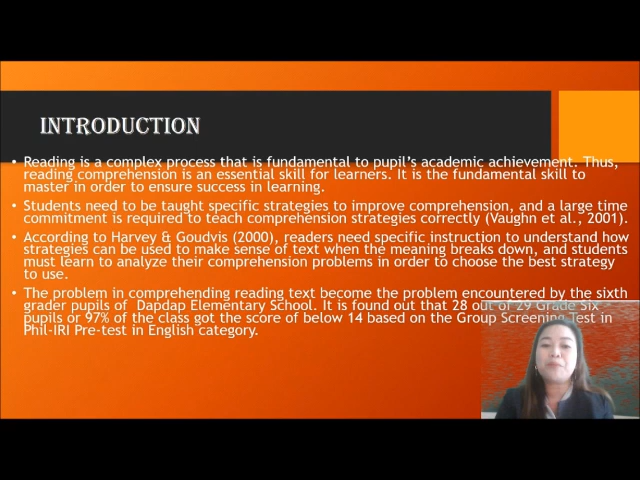 INTRODUCTION
• Reading is a complex process that is fundamental to pupil's academic achievement. Thus,
reading comprehension is an essential skill for learners. It is the fundamental skill to
master in order to ensure success in learning.
• Students need to be taught specific strategies to improve comprehension, and a large time
commitment is required to teach comprehension strategies correctly (Vaughn et al., 2001).
• According to Harvey & Goudvis (2000), readers need specific instruction to understand how
strategies can be used to make sense of text when the meaning breaks down, and students
must learn to analyze their comprehension problems in order to choose the best strategy
to use.
• The problem in comprehending reading text become the problem encountered by the sixth
grader pupils of Dapdap Elementary School. It is found out that 28 out of 29 Grade Six
pupils or 97% of the class got the score of below 14 based on the Group Screening Test in
Phil-IRI Pre-test in English category.